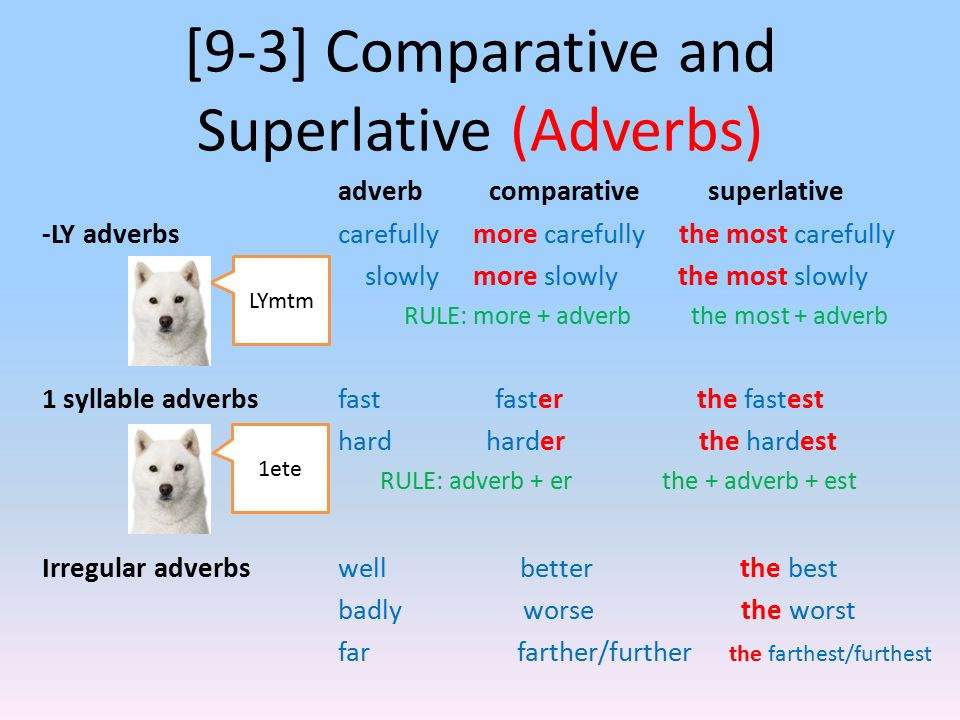 [9-3] Comparative and
Superlative (Adverbs)
adverb comparative superlative
-LY adverbs carefully more carefully the most carefully
LYmtm slowly more slowly the most slowly
RULE: more + adverb the most + adverb
1 syllable adverbs fast faster the fastest
hard harder the hardest
1ete RULE: adverb + er the + adverb + est
Irregular adverbs well better the best
badly worse the worst
far farther/further the farthest/furthest